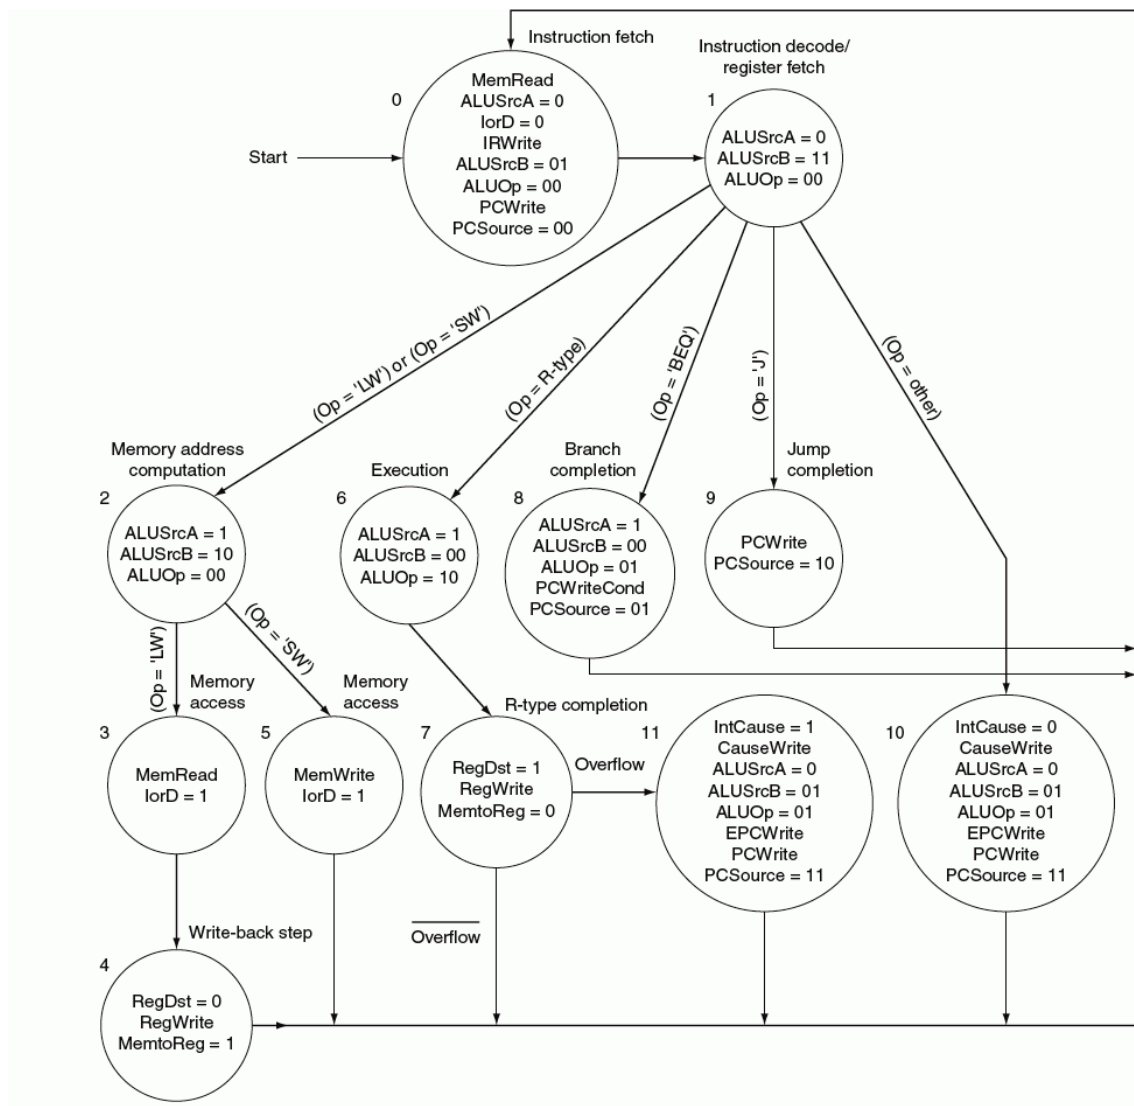 Instruction fetch
Instruction decode/
register fetch
0
MemRead
ALUSrcA = 0
IorD = 0
IRWrite
ALUSrcB = 01
ALUOp = 00
PCWrite
PCSource = 00
Start
1
ALUSrcA = 0
ALUSrcB = 11
ALUOp = 00
(Op = 'LW') or (Op = 'SW')
(Op = R-type)
(Op = 'BEQ')
(Op = 'J')
(Op = other)
Memory address
computation
2
ALUSrcA = 1
ALUSrcB = 10
ALUOp = 00
Execution
6
ALUSrcA = 1
ALUSrcB = 00
ALUOp = 10
Branch
completion
8
ALUSrcA = 1
ALUSrcB = 00
ALUOp = 01
PCWriteCond
PCSource = 01
Jump
completion
9
PCWrite
PCSource = 10
(Op = 'LW')
(Op = 'SW')
Memory
access
3
MemRead
IorD = 1
Memory
access
5
MemWrite
IorD = 1
R-type completion
7
RegDst = 1
RegWrite
MemtoReg = 0
Overflow
11
IntCause = 1
CauseWrite
ALUSrcA = 0
ALUSrcB = 01
ALUOp = 01
EPCWrite
PCWrite
PCSource = 11
10
IntCause = 0
CauseWrite
ALUSrcA = 0
ALUSrcB = 01
ALUOp = 01
EPCWrite
PCWrite
PCSource = 11
Overflow
Write-back step
4
RegDst = 0
RegWrite
MemtoReg = 1